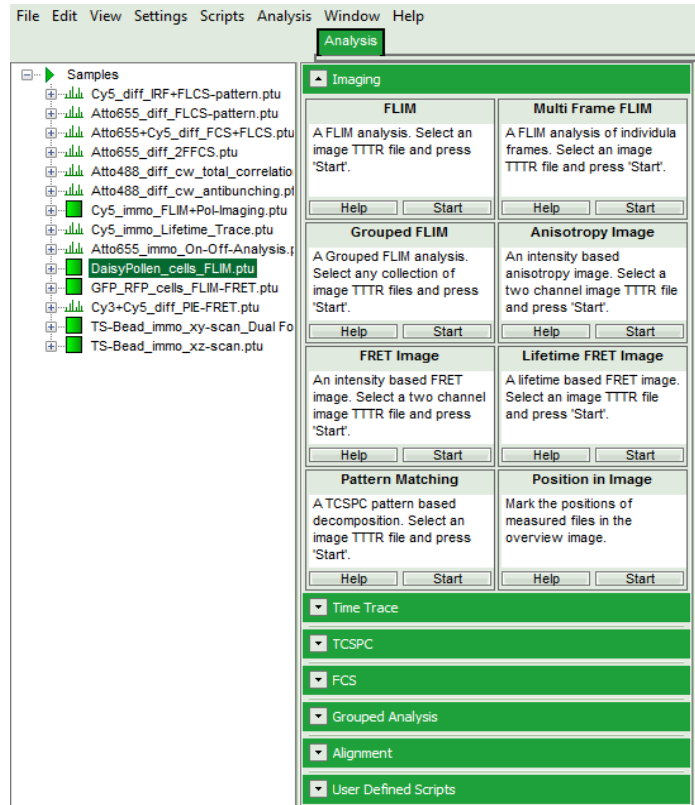 File Edit View Settings Scripts Analysis Window Help
Analysis
Samples
Cy5_diff_IRF+FLCS-pattern.ptu
Atto655_diff_FLCS-pattern.ptu
Atto655+Cy5_diff_FCS+FLCS.ptu
Atto655_diff_2FFCS.ptu
Atto488_diff_cw_total_correlatio
Atto488_diff_cw_antibunching.pt
Cy5_immo_FLIM+Pol-Imaging.ptu
Cy5_immo_Lifetime_Trace.ptu
Atto655_immo_On-Off-Analysis.p
DaisyPollen_cells_FLIM.ptu
GFP_RFP_cells_FLIM-FRET.ptu
Cy3+Cy5_diff_PIE-FRET.ptu
TS-Bead_immo_xy-scan_Dual Fo
TS-Bead_immo_xz-scan.ptu
Imaging
FLIM
A FLIM analysis. Select an
image TTTR file and press
'Start'.
Help Start
Multi Frame FLIM
A FLIM analysis of individula
frames. Select an image
TTTR file and press 'Start'.
Help Start
Grouped FLIM
A Grouped FLIM analysis.
Select any collection of
image TTTR files and press
'Start'.
Help Start
Anisotropy Image
An intensity based
anisotropy image. Select a
two channel image TTTR file
and press 'Start'.
Help Start
FRET Image
An intensity based FRET
image. Select a two channel
image TTTR file and press
'Start'.
Help Start
Lifetime FRET Image
A lifetime based FRET image.
Select an image TTTR file
and press 'Start'.
Help Start
Pattern Matching
A TCSPC pattern based
decomposition. Select an
image TTTR file and press
'Start'.
Help Start
Position in Image
Mark the positions of
measured files in the
overview image.
Help Start
Time Trace
TCSPC
FCS
Grouped Analysis
Alignment
User Defined Scripts